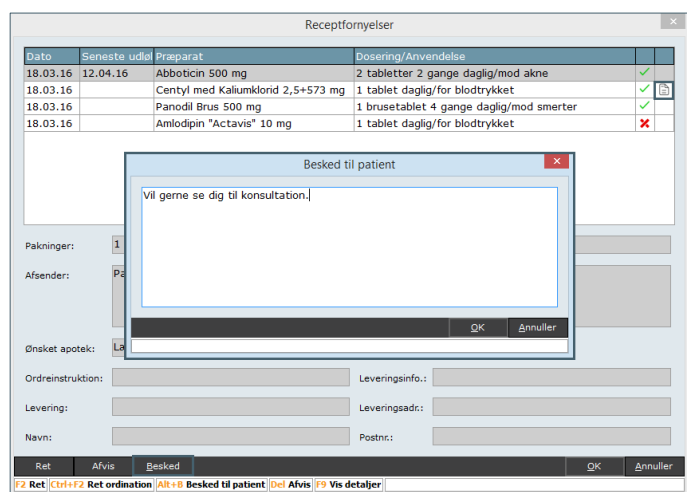 Receptfornyelser
Dato Seneste udløl Præparat Dosering/Anvendelse
18.03.16 12.04.16 Abboticin 500 mg 2 tabletter 2 gange daglig/mod akne
18.03.16 Centyl med Kaliumklorid 2,5+573 mg 1 tablet daglig/for blodtrykket
18.03.16 Panodil Brus 500 mg 1 brusetablet 4 gange daglig/mod smerter
18.03.16 Amlodipin "Actavis" 10 mg 1 tablet daglig/for blodtrykket
Besked til patient
Vil gerne se dig til konsultation.
OK Annuller
Pakninger: 1
Afsender: Pa
Ønsket apotek: La
Ordreinstruktion: Leveringsinfo.:
Levering: Leveringsadr.:
Navn: Postnr.:
Ret Afvis Besked OK Annuller
F2 Ret Ctrl+F2 Ret ordination Alt+B Besked til patient Del Afvis F9 Vis detaljer